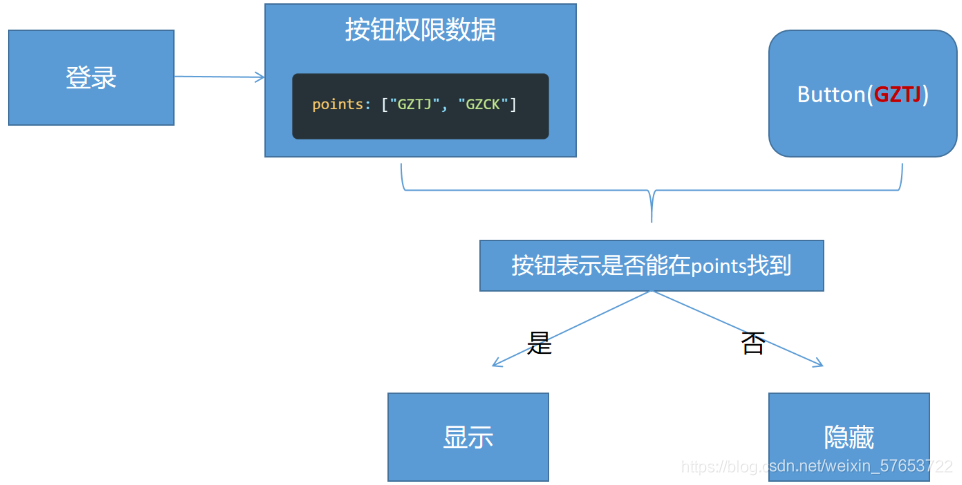 登录
按钮权限数据
points: ["GZTJ", "GZCK"]
Button(GZTJ)
按钮表示是否能在points找到
是
否
显示
隐藏
https://blog.csdn.net/weixin_57653722